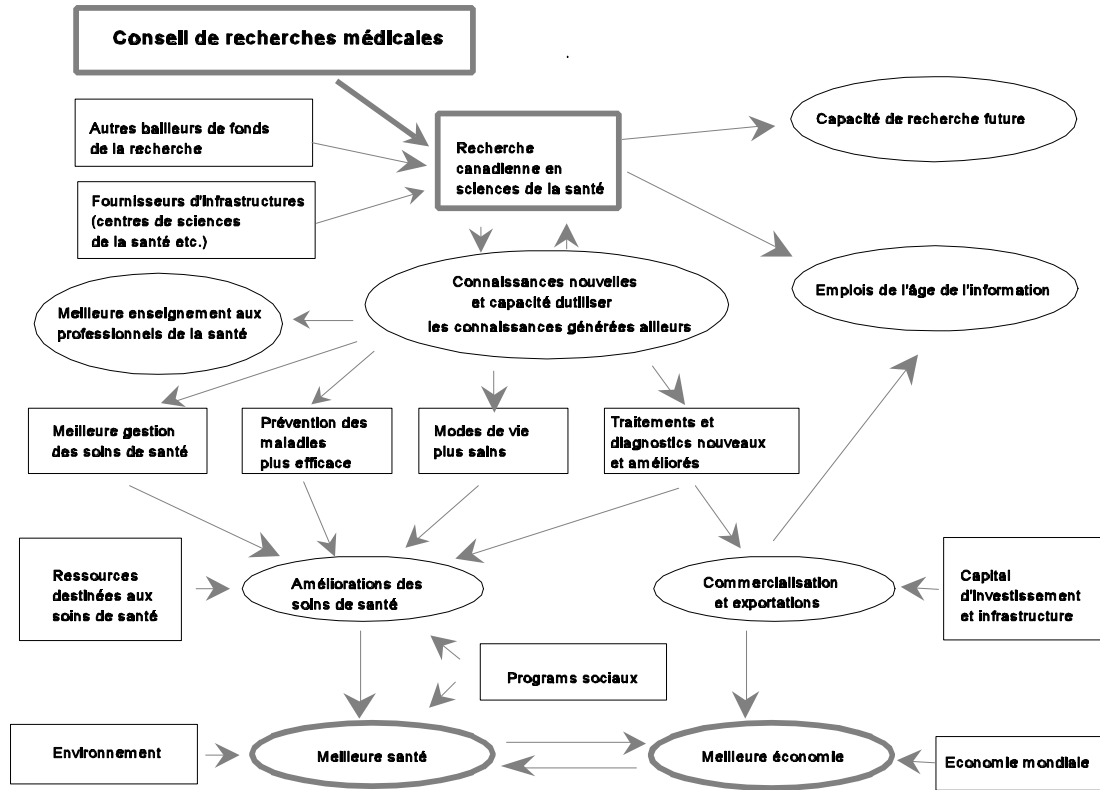 Conseil de recherches médicales
Autres bailleurs de fonds
de la recherche
Recherche
canadienne en
sciences de la santé
Capacité de recherche future
Fournisseurs d'infrastructures
(centres de sciences
de la santé etc.)
Connaissances nouvelles
et capacité dutiliser
les connaissances générées ailleurs
Emplois de l'âge de l'information
Meilleure enseignement aux
professionnels de la santé
Meilleure gestion
des soins de santé
Prévention des
maladies
plus efficace
Modes de vie
plus sains
Traitements et
diagnostics nouveaux
et améliorés
Ressources
destinées aux
soins de santé
Améliorations des
soins de santé
Commercialisation
et exportations
Capital
d'investissement
et infrastructure
Programs sociaux
Environnement
Meilleure santé
Meilleure économie
Economie mondiale